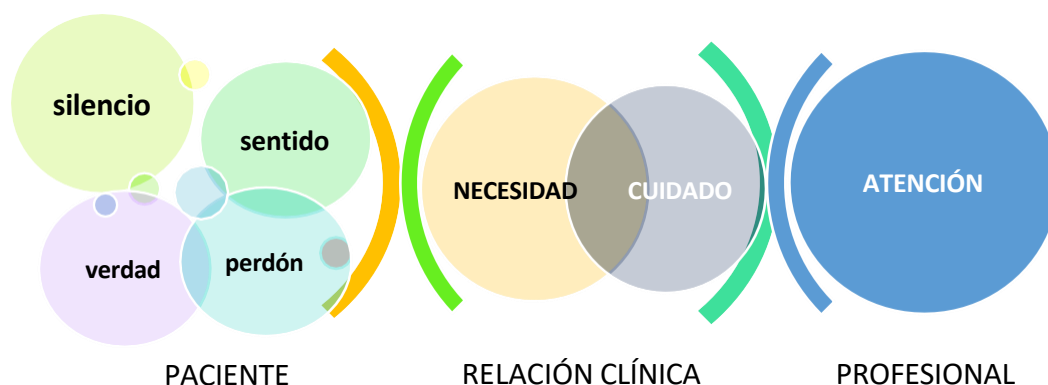 silencio
sentido
verdad
perdón
NECESIDAD
CUIDADO
ATENCIÓN
PACIENTE
RELACIÓN CLÍNICA
PROFESIONAL